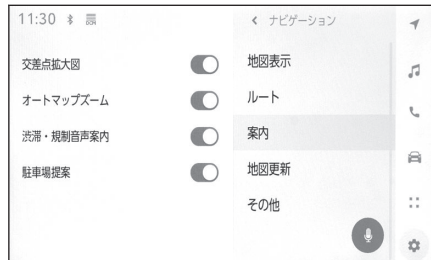 11:30
交差点拡大図
オートマップズーム
渋滞・規制音声案内
駐車場提案
ナビゲーション
地図表示
ルート
案内
地図更新
その他